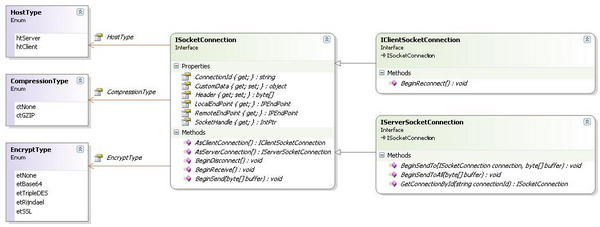 HostType
Enum
htServer
htClient
HostType
CompressionType
Enum
ctNone
ctGZIP
CompressionType
EncryptType
Enum
etNone
etBase64
etTripleDES
etRijndael
etSSL
EncryptType
ISocketConnection
Interface
Properties
ConnectionId { get; } : string
CustomData { get; set; } : object
Header { get; set; } : byte[]
LocalEndPoint { get; } : IPEndPoint
RemoteEndPoint { get; } : IPEndPoint
SocketHandle { get; } : IntPtr
Methods
AsClientConnection() : IClientSocketConnection
AsServerConnection() : IServerSocketConnection
BeginDisconnect() : void
BeginReceive() : void
BeginSend(byte[] buffer) : void
IClientSocketConnection
Interface
ISocketConnection
Methods
BeginReconnect() : void
IServerSocketConnection
Interface
ISocketConnection
Methods
BeginSendTo(ISocketConnection connection, byte[] buffer) : void
BeginSendToAll(byte[] buffer) : void
GetConnectionById(string connectionId) : ISocketConnection